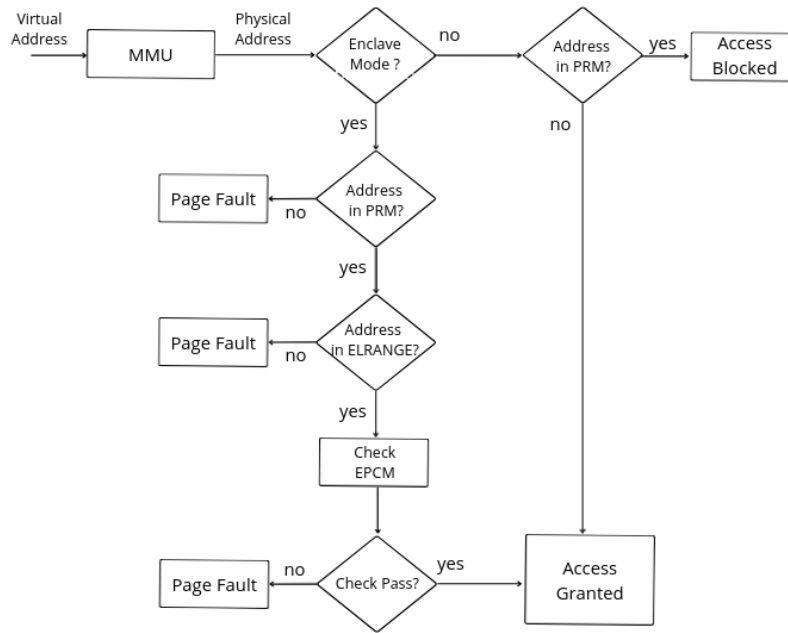 Virtual
Address
MMU
Physical
Address
Enclave
Mode ?
no
Address
in PRM?
yes
Access
Blocked
yes
no
Address
in PRM?
no
Page Fault
yes
Address
in ELRANGE?
no
Page Fault
yes
Check
EPCM
Check Pass?
no
Page Fault
yes
Access
Granted